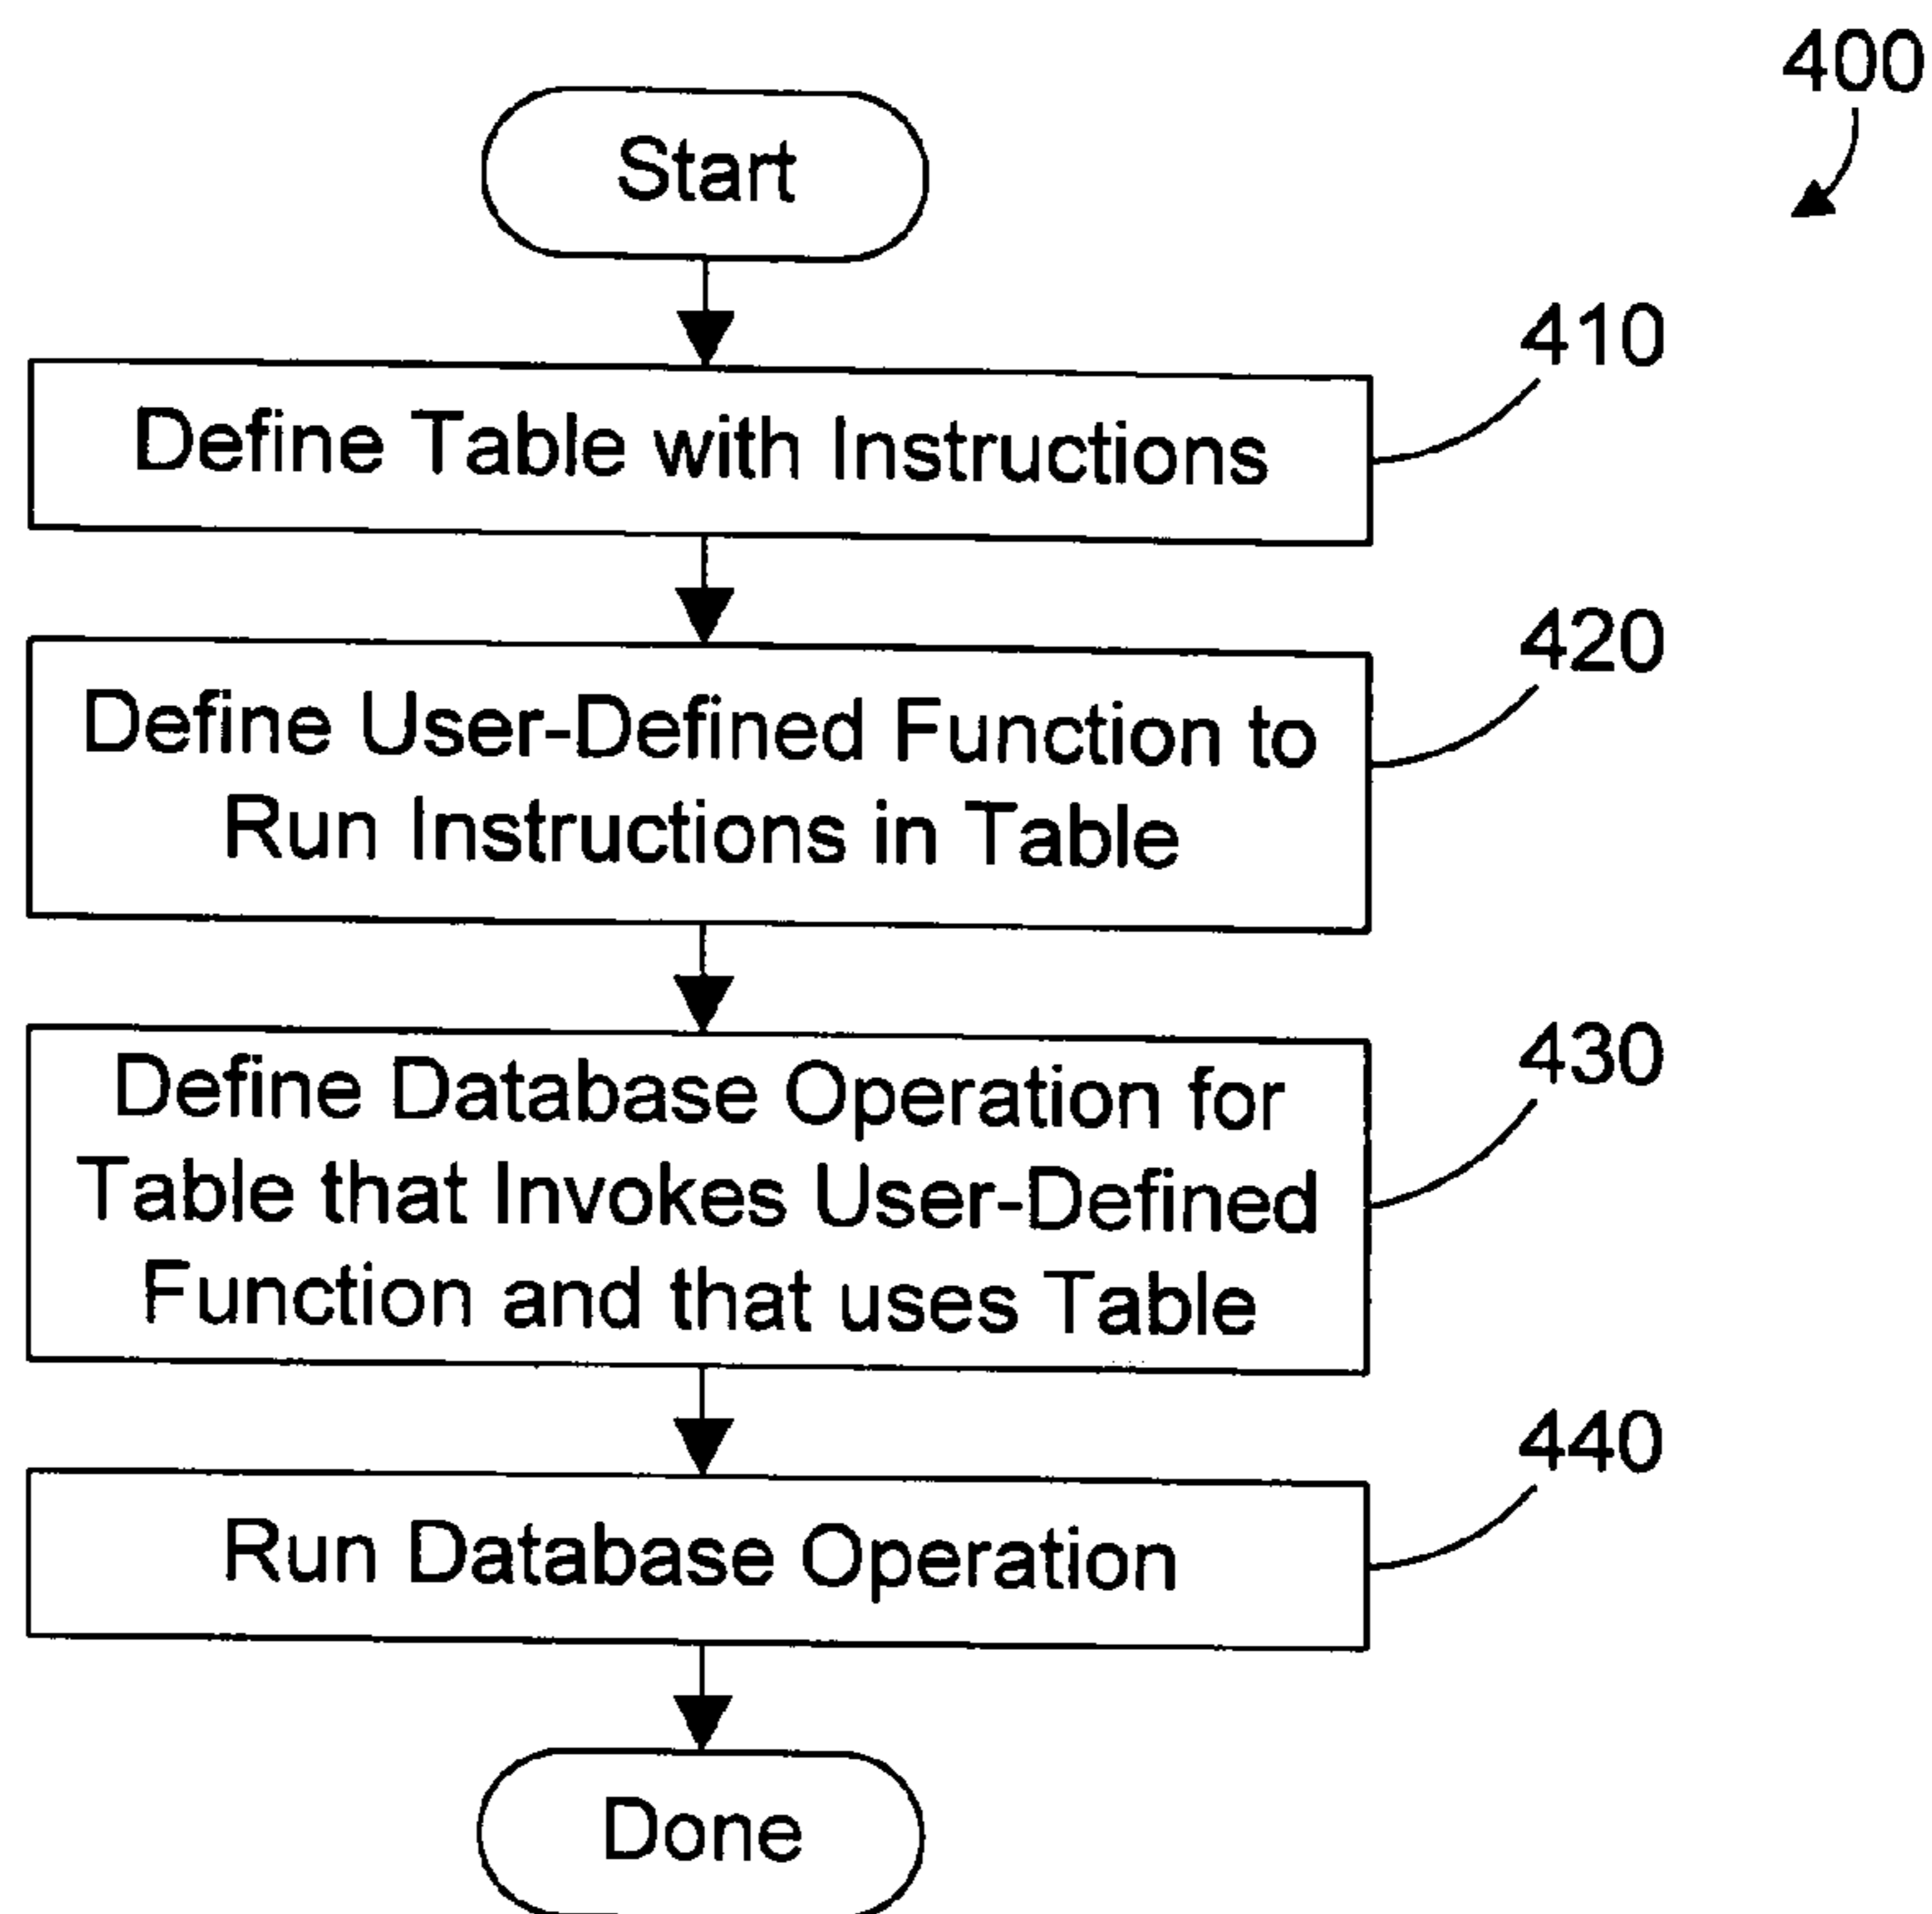 400
Start
410
Define Table with Instructions
420
Define User-Defined Function to
Run Instructions in Table
430
Define Database Operation for
Table that Invokes User-Defined
Function and that uses Table
440
Run Database Operation
Done